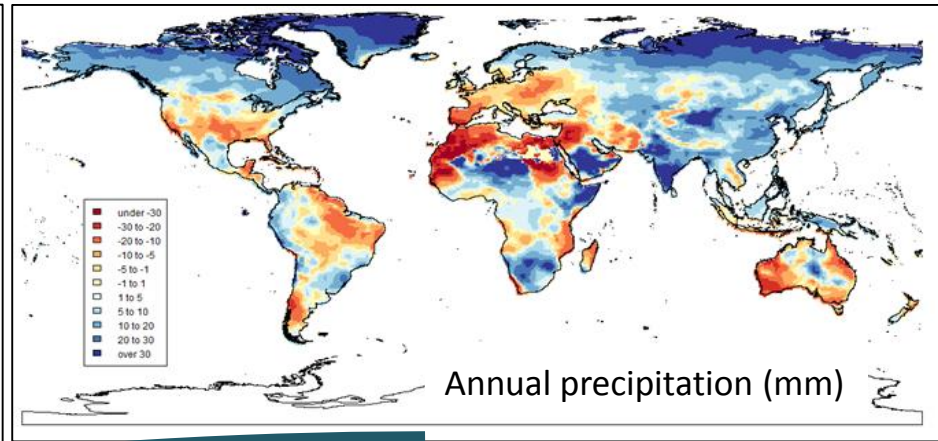 under -30
-30 to -20
-20 to -10
-10 to -5
-5 to -1
-1 to 1
1 to 5
5 to 10
10 to 20
20 to 30
over 30
Annual precipitation (mm)